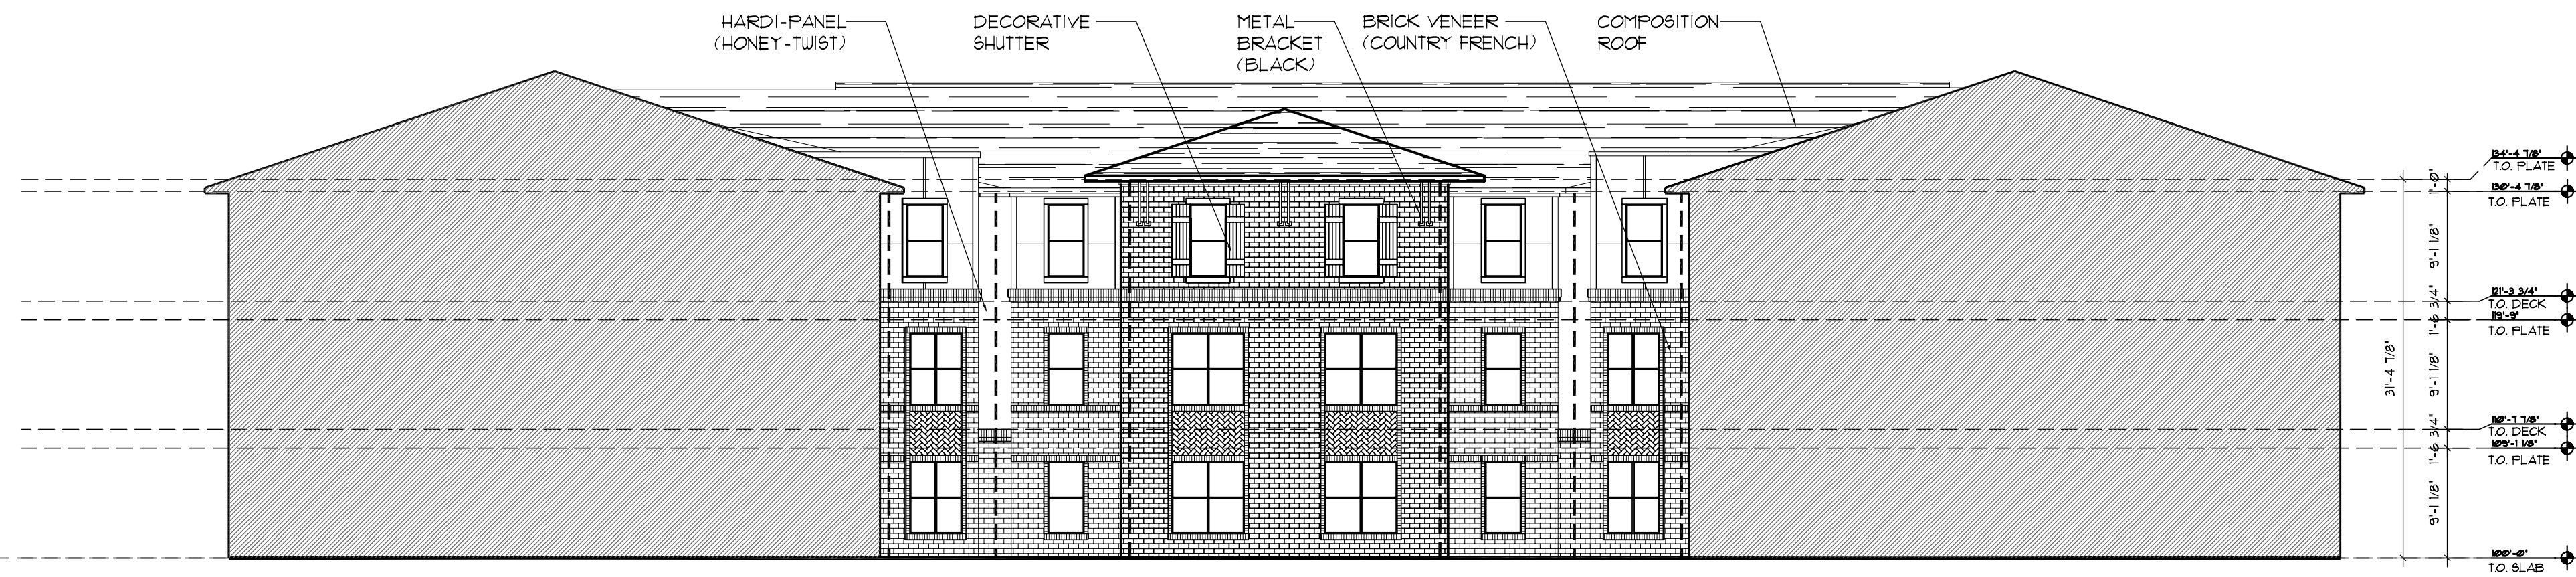 HARDI-PANEL
(HONEY-TWIST)
DECORATIVE
SHUTTER
METAL
BRACKET
(BLACK)
BRICK VENEER
(COUNTRY FRENCH)
COMPOSITION
ROOF
134'-4 7/8"
T.O. PLATE
130'-4 7/8"
T.O. PLATE
121'-3 3/4"
T.O. DECK
119'-9"
T.O. PLATE
110'-7 7/8"
T.O. DECK
109'-1 1/8"
T.O. PLATE
100'-0"
T.O. SLAB
1'-0"
9'-1 1/8"
1'-6 3/4"
9'-1 1/8"
1'-6 3/4"
9'-1 1/8"
31'-4 7/8"